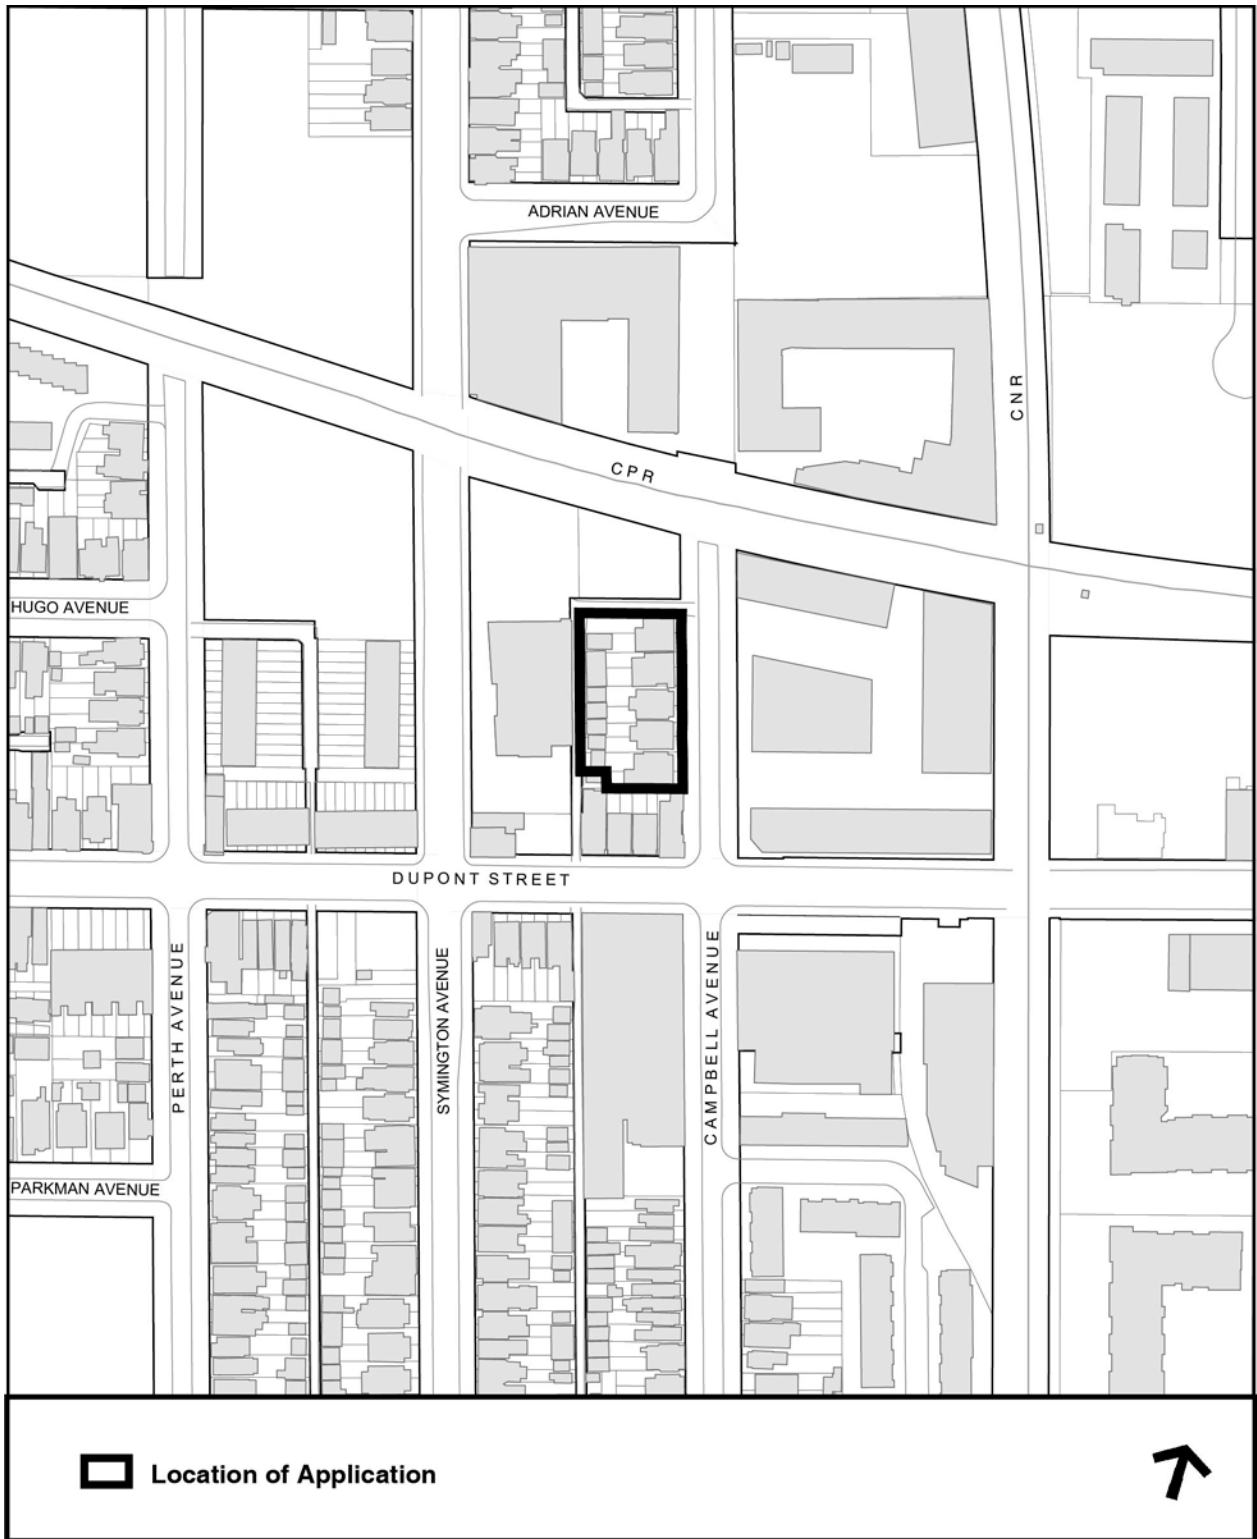 ADRIAN AVENUE
CNR
CPR
HUGO AVENUE
DUPONT STREET
PERTH AVENUE
SYMINGTON AVENUE
CAMPBELL AVENUE
PARKMAN AVENUE
Location of Application